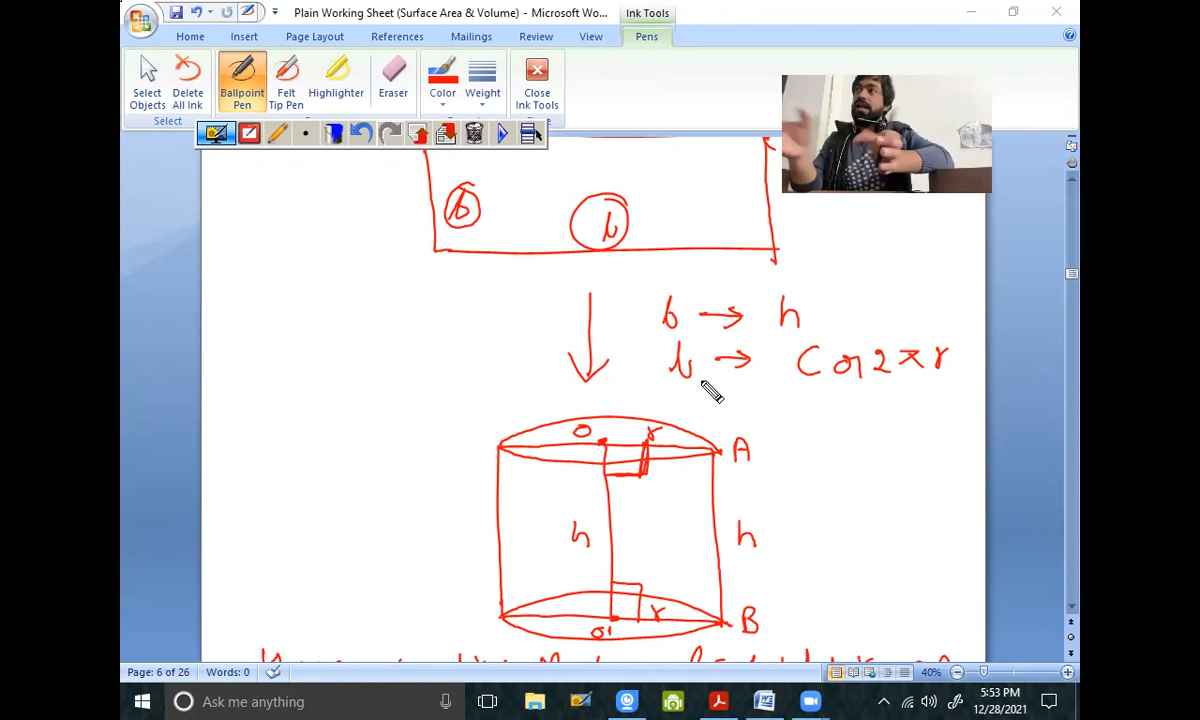 Plain Working Sheet (Surface Area & Volume) - Microsoft Wo...
Ink Tools
Home Insert Page Layout References Mailings Review View Pens
Select Objects
Delete All Ink
Ballpoint Pen
Felt Tip Pen
Highlighter
Eraser
Color
Weight
Close Ink Tools
Select
b
l
b → h
l → C or 2πr
O r A
h h
O' r B
Page: 6 of 26 Words: 0 40%
Ask me anything
5:53 PM
12/28/2021